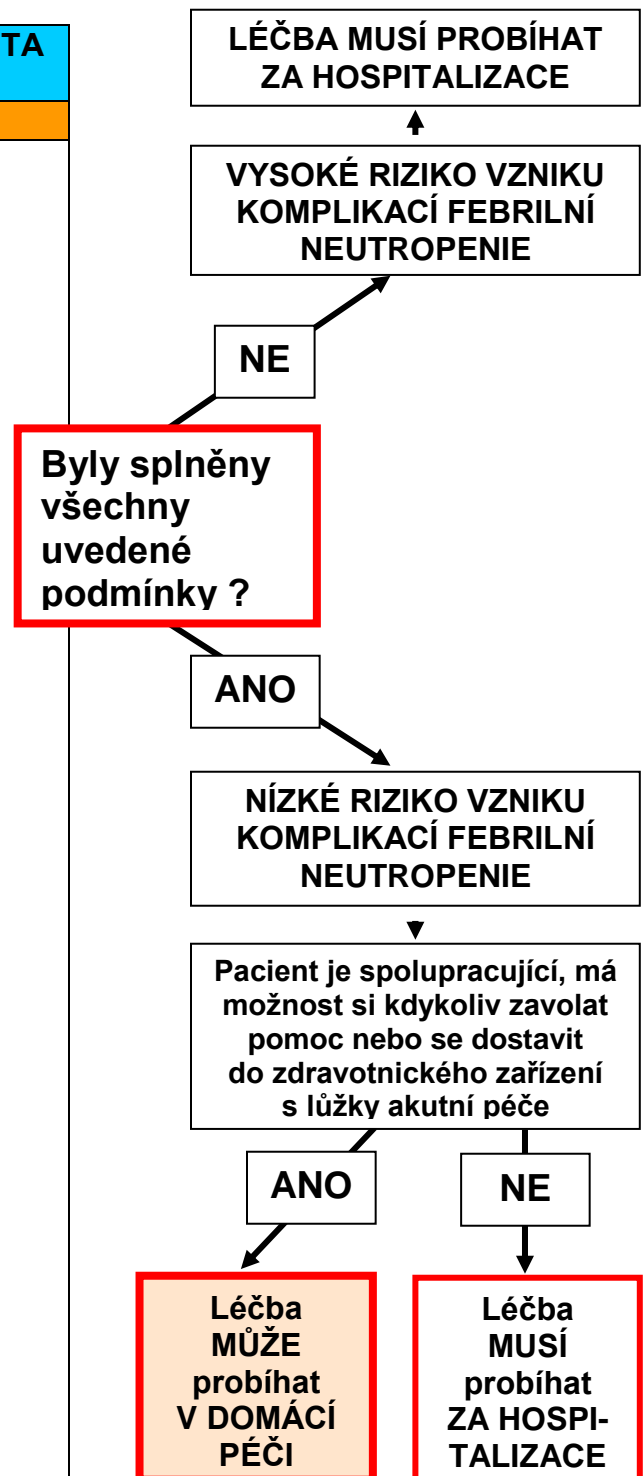 TA
LÉČBA MUSÍ PROBÍHAT
ZA HOSPITALIZACE
VYSOKÉ RIZIKO VZNIKU
KOMPLIKACÍ FEBRILNÍ
NEUTROPENIE
NE
Byly splněny
všechny
uvedené
podmínky ?
ANO
NÍZKÉ RIZIKO VZNIKU
KOMPLIKACÍ FEBRILNÍ
NEUTROPENIE
Pacient je spolupracující, má
možnost si kdykoliv zavolat
pomoc nebo se dostavit
do zdravotnického zařízení
s lůžky akutní péče
ANO
NE
Léčba
MŮŽE
probíhat
V DOMÁCÍ
PÉČI
Léčba
MUSÍ
probíhat
ZA HOSPI-
TALIZACE